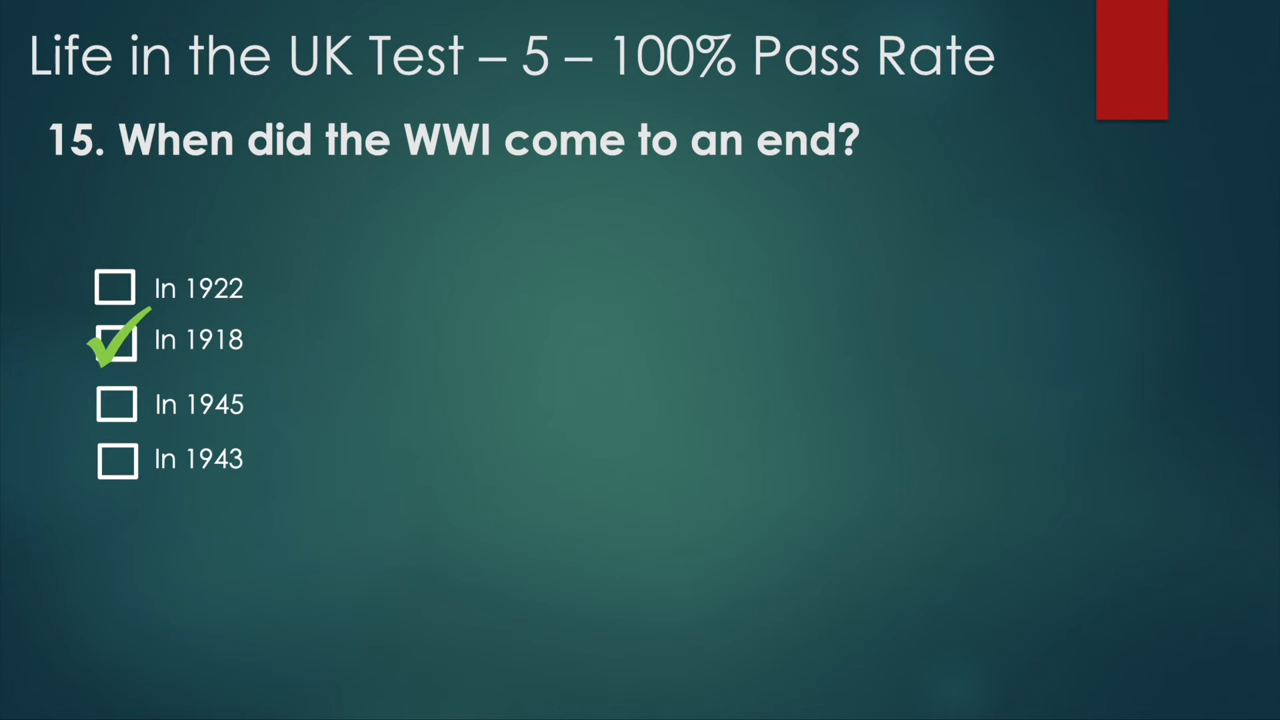 Life in the UK Test – 5 – 100% Pass Rate
15. When did the WWI come to an end?
In 1922
In 1918
In 1945
In 1943